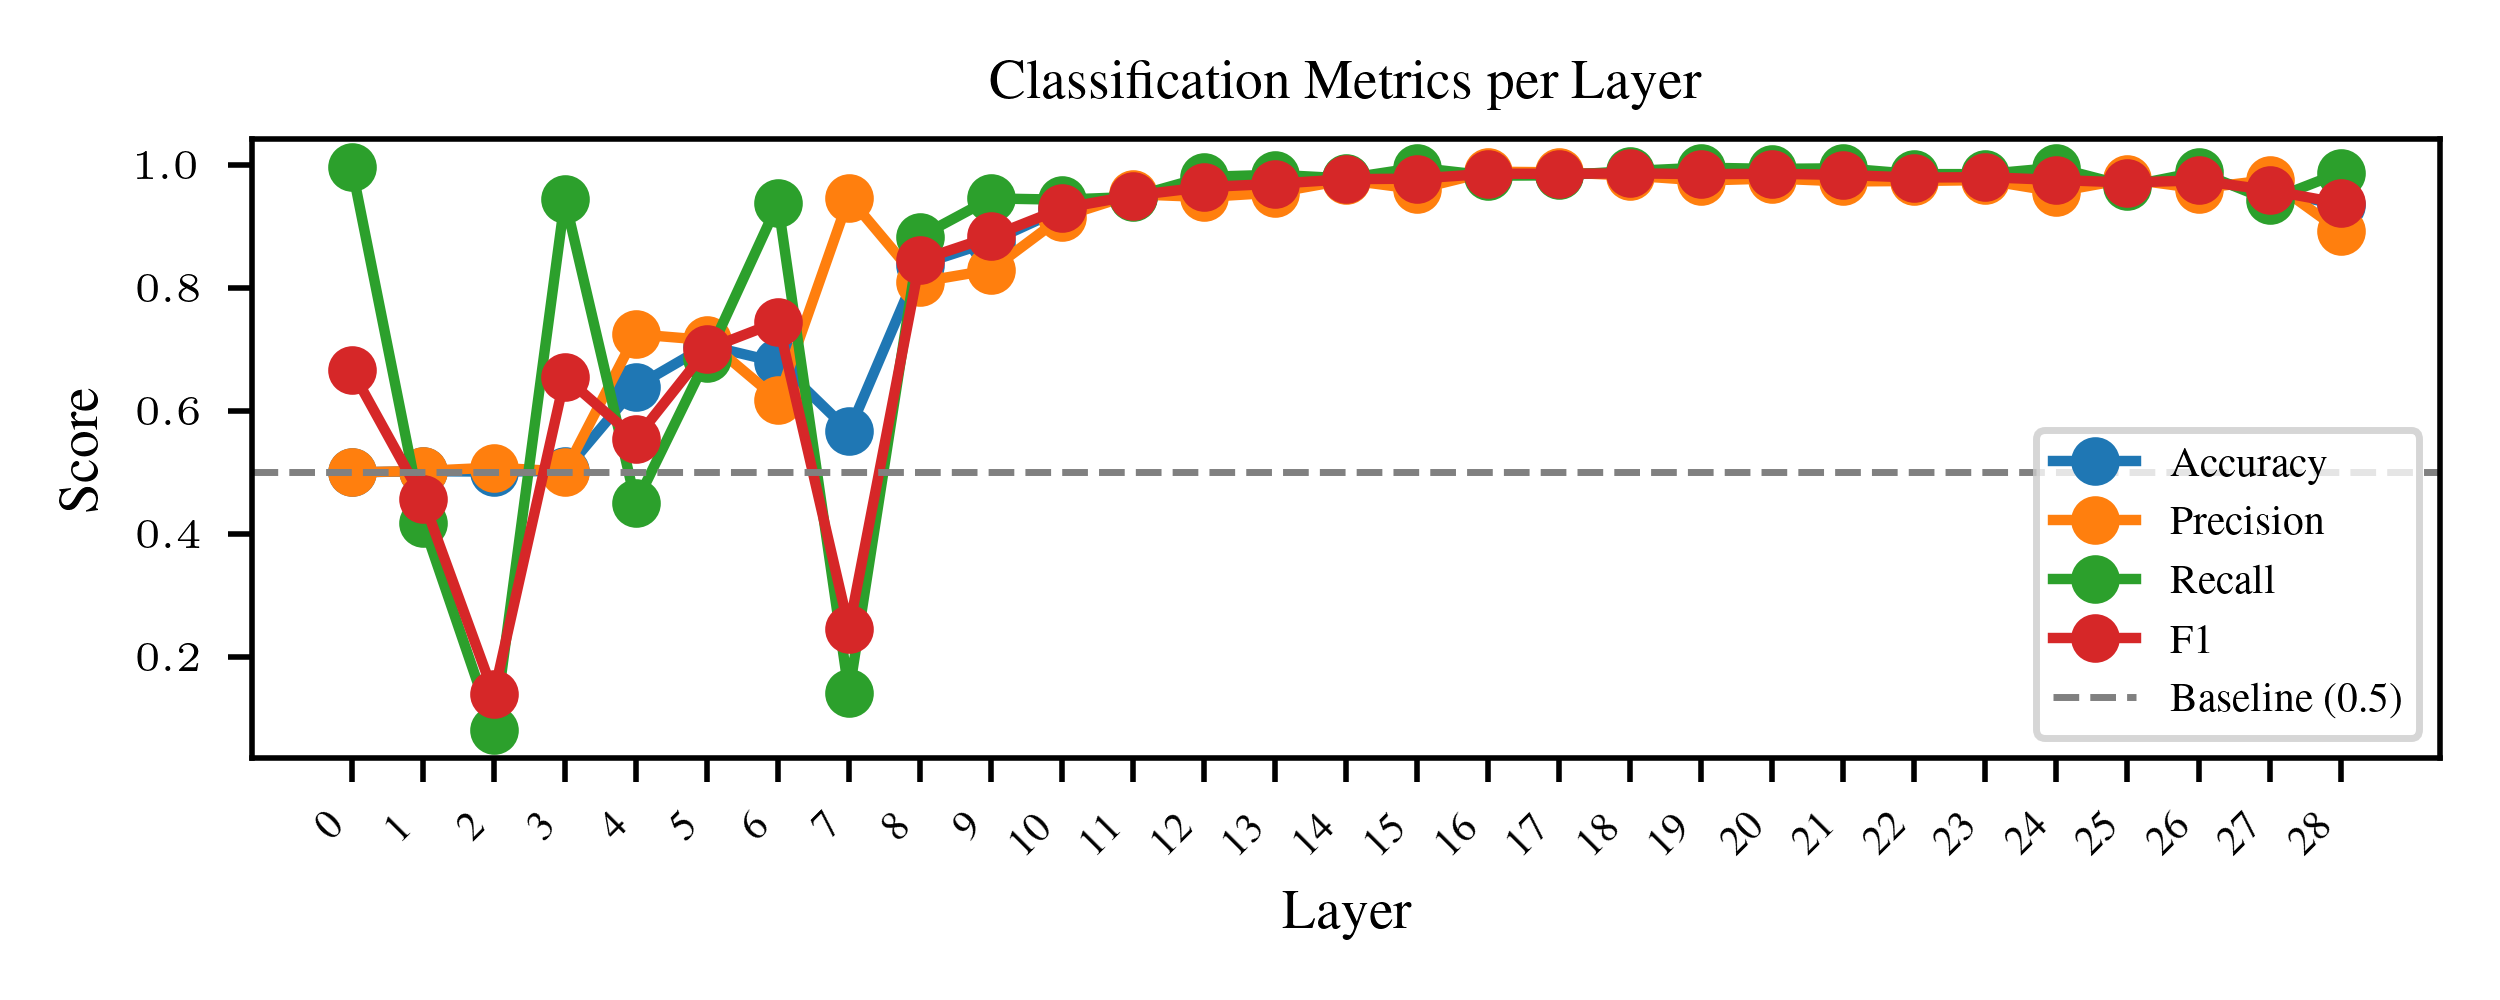 Classification Metrics per Layer
Score
1.0
0.8
0.6
0.4
0.2
Accuracy
Precision
Recall
F1
Baseline (0.5)
0 1 2 3 4 5 6 7 8 9 10 11 12 13 14 15 16 17 18 19 20 21 22 23 24 25 26 27 28
Layer